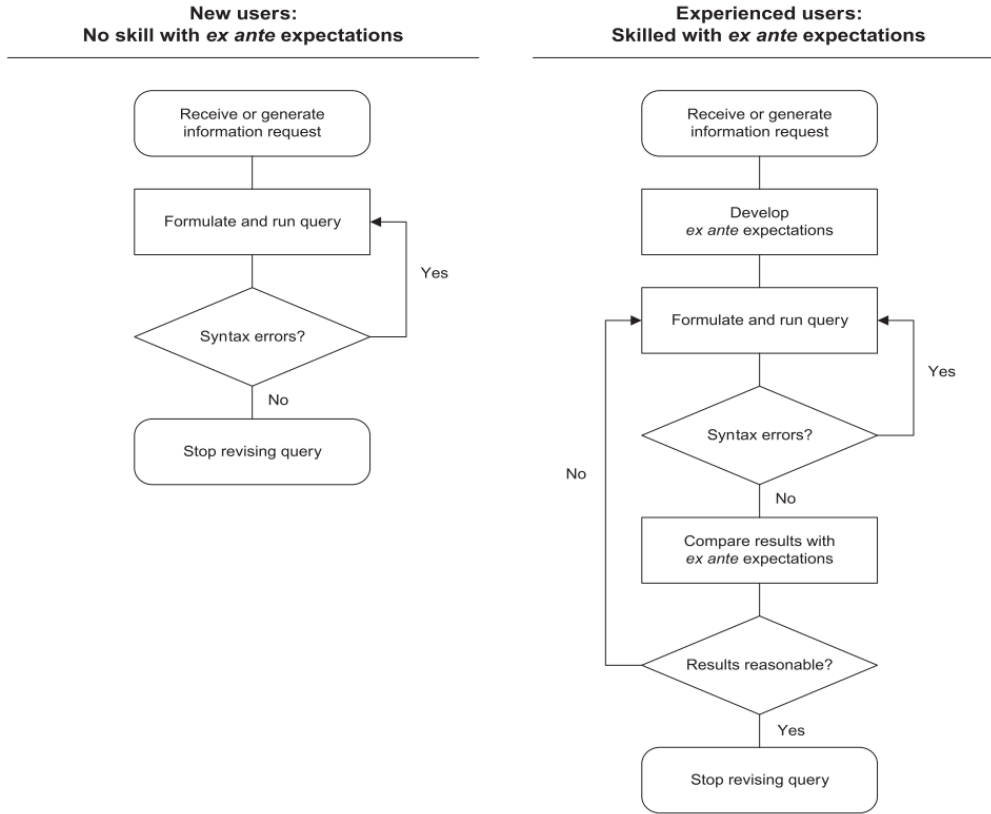 New users:
No skill with ex ante expectations
Receive or generate
information request
Formulate and run query
Yes
Syntax errors?
No
Stop revising query
Experienced users:
Skilled with ex ante expectations
Receive or generate
information request
Develop
ex ante expectations
Formulate and run query
Yes
Syntax errors?
No
No
Compare results with
ex ante expectations
Results reasonable?
Yes
Stop revising query